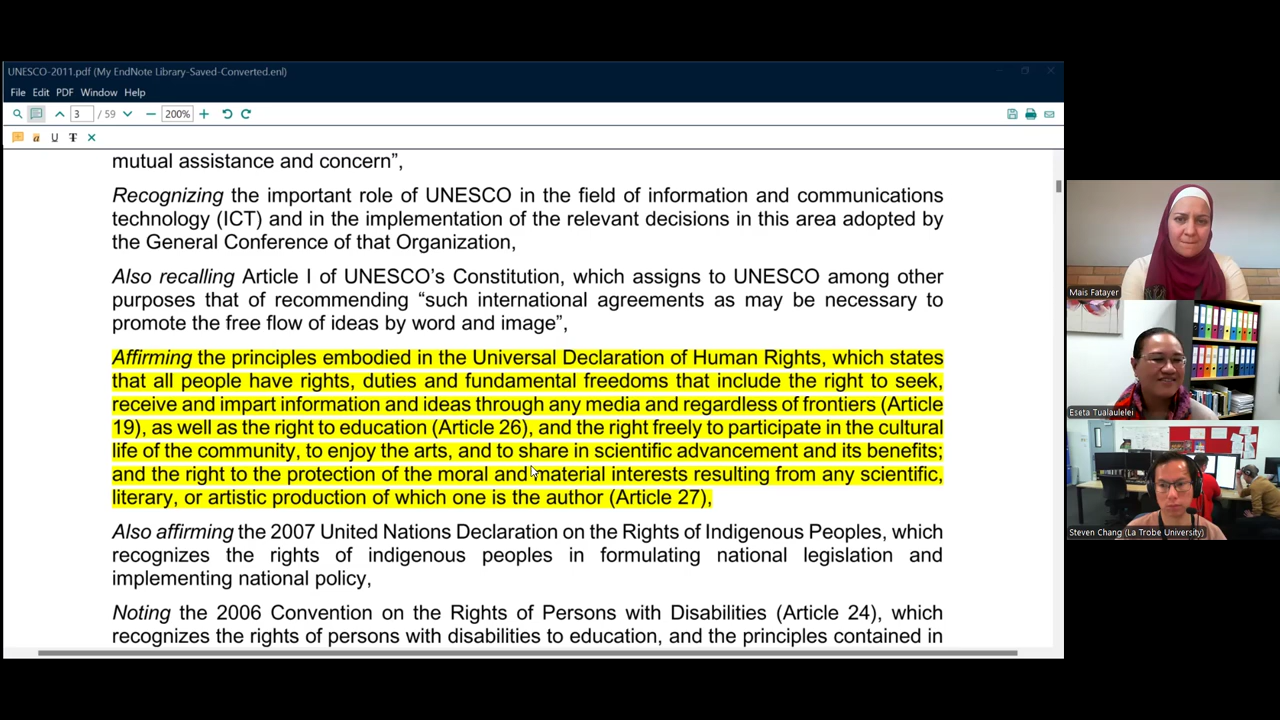 UNESCO-2011.pdf (My EndNote Library-Saved-Converted.enl)
File Edit PDF Window Help
3 / 59 200%
a U T
mutual assistance and concern”,
Recognizing the important role of UNESCO in the field of information and communications
technology (ICT) and in the implementation of the relevant decisions in this area adopted by
the General Conference of that Organization,
Also recalling Article I of UNESCO’s Constitution, which assigns to UNESCO among other
purposes that of recommending “such international agreements as may be necessary to
promote the free flow of ideas by word and image”,
Affirming the principles embodied in the Universal Declaration of Human Rights, which states
that all people have rights, duties and fundamental freedoms that include the right to seek,
receive and impart information and ideas through any media and regardless of frontiers (Article
19), as well as the right to education (Article 26), and the right freely to participate in the cultural
life of the community, to enjoy the arts, and to share in scientific advancement and its benefits;
and the right to the protection of the moral and material interests resulting from any scientific,
literary, or artistic production of which one is the author (Article 27),
Also affirming the 2007 United Nations Declaration on the Rights of Indigenous Peoples, which
recognizes the rights of indigenous peoples in formulating national legislation and
implementing national policy,
Noting the 2006 Convention on the Rights of Persons with Disabilities (Article 24), which
recognizes the rights of persons with disabilities to education, and the principles contained in
Mais Fatayer
Eseta Tualaulelei
Steven Chang (La Trobe University)